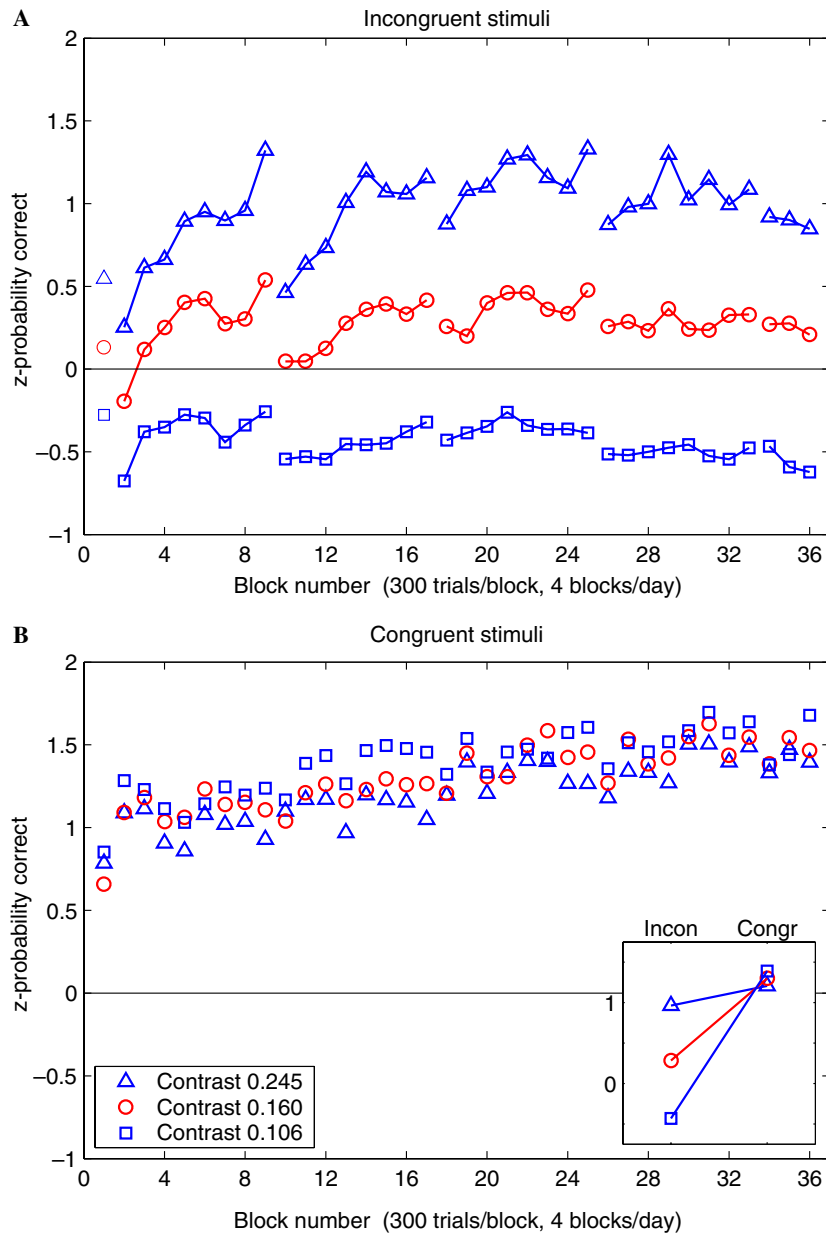 A
Incongruent stimuli
2
1.5
1
0.5
0
−0.5
−1
z-probability correct
0 4 8 12 16 20 24 28 32 36
Block number (300 trials/block, 4 blocks/day)
B
Congruent stimuli
2
1.5
1
0.5
0
−0.5
−1
z-probability correct
Incon Congr
1
0
Contrast 0.245
Contrast 0.160
Contrast 0.106
0 4 8 12 16 20 24 28 32 36
Block number (300 trials/block, 4 blocks/day)